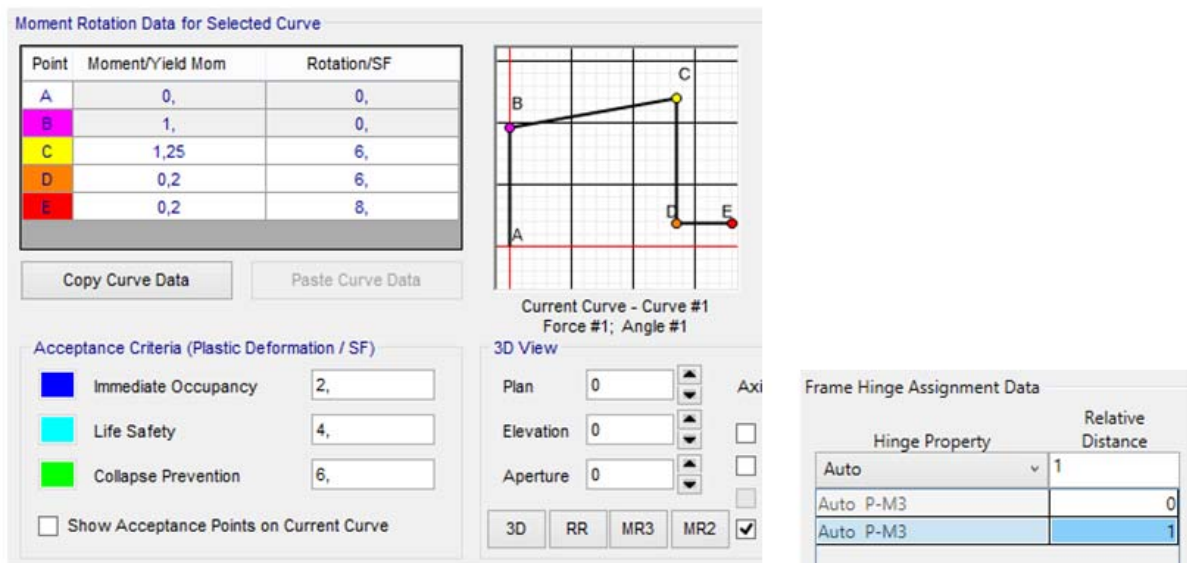 Moment Rotation Data for Selected Curve
Point Moment/Yield Mom Rotation/SF
A 0, 0,
B 1, 0,
C 1,25 6,
D 0,2 6,
E 0,2 8,
Copy Curve Data Paste Curve Data
A
B
C
D
E
Current Curve - Curve #1
Force #1; Angle #1
Acceptance Criteria (Plastic Deformation / SF)
Immediate Occupancy 2,
Life Safety 4,
Collapse Prevention 6,
Show Acceptance Points on Current Curve
3D View
Plan 0 Axi
Elevation 0
Aperture 0
3D RR MR3 MR2
Frame Hinge Assignment Data
Relative
Hinge Property Distance
Auto 1
Auto P-M3 0
Auto P-M3 1